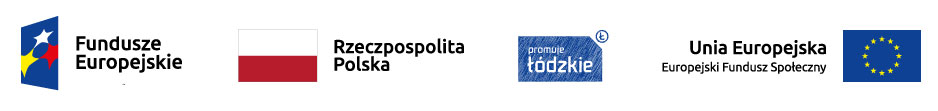 Fundusze
Europejskie
Rzeczpospolita
Polska
promuje
łódzkie
Ł
Unia Europejska
Europejski Fundusz Społeczny